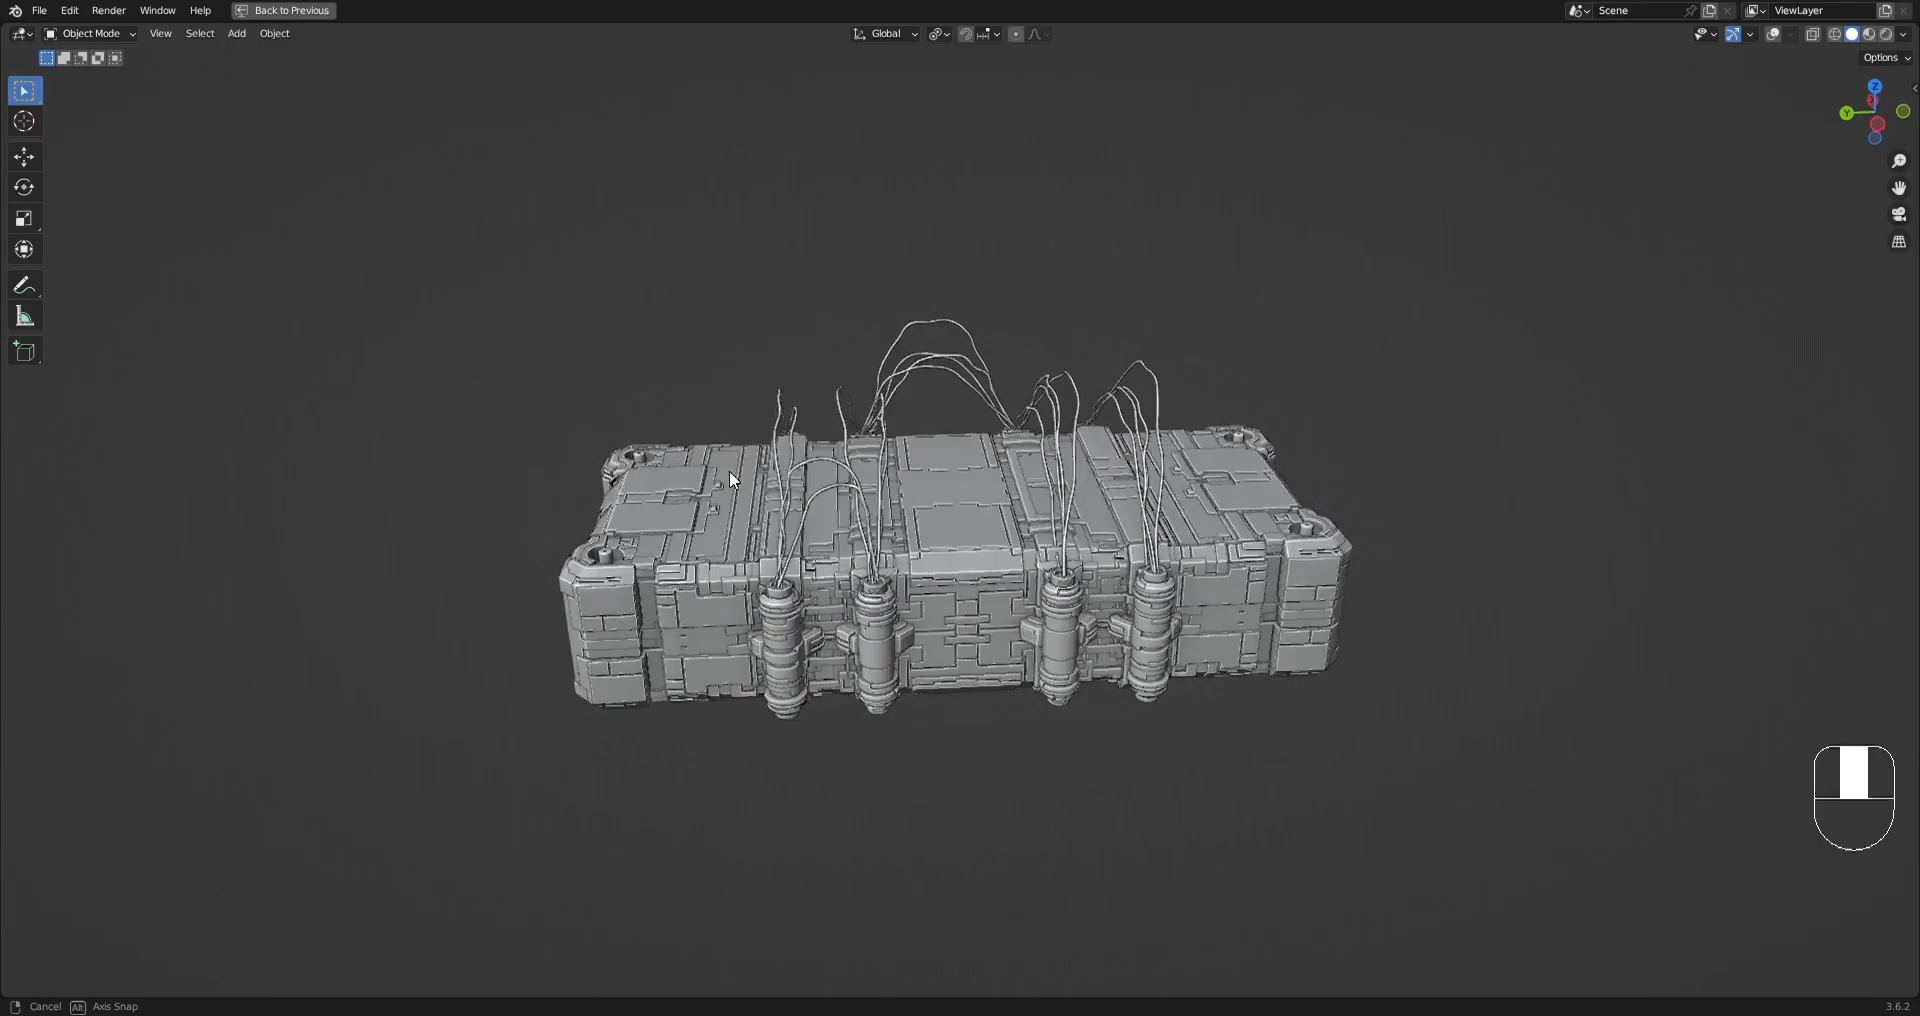 File Edit Render Window Help Back to Previous Scene ViewLayer
Object Mode View Select Add Object Global
Options
Z
Y
Cancel Alt Axis Snap 3.6.2